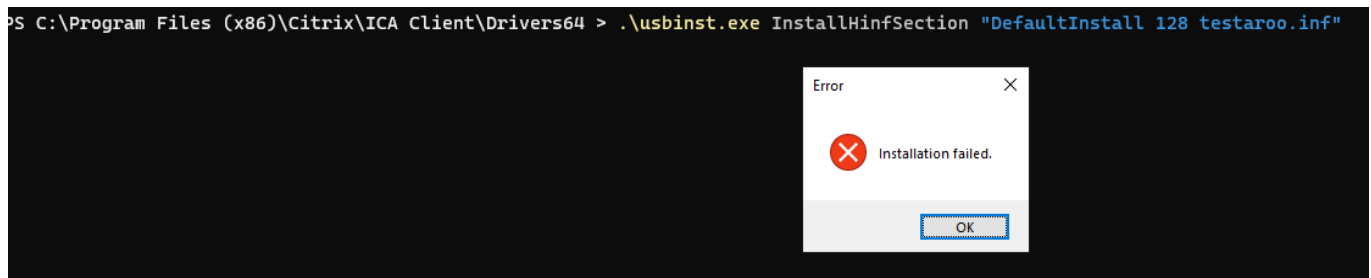 PS C:\Program Files (x86)\Citrix\ICA Client\Drivers64 > .\usbinst.exe InstallHinfSection "DefaultInstall 128 testaroo.inf"
Error
Installation failed.
OK